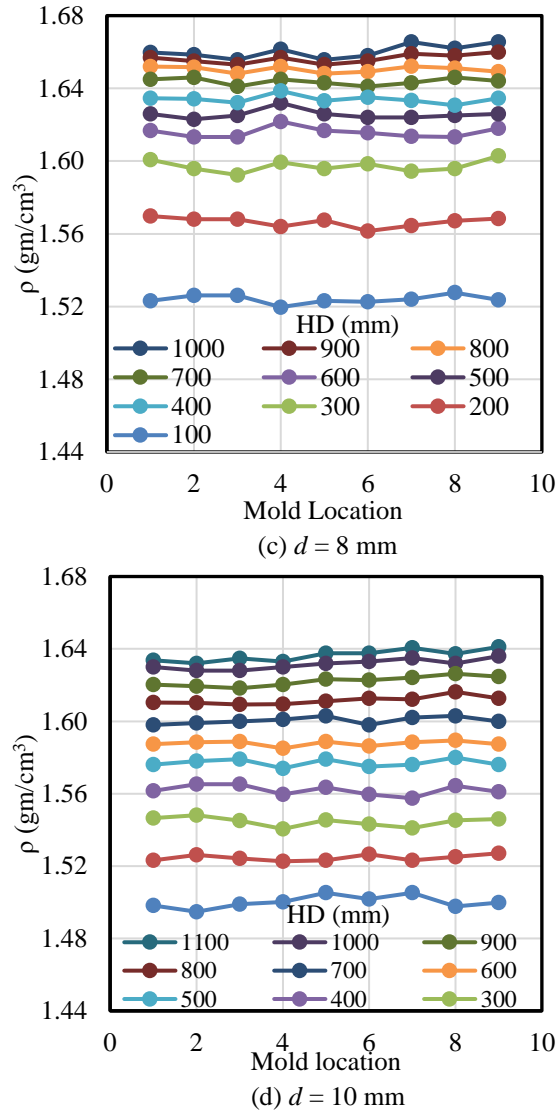 1.68
1.64
1.60
1.56
1.52
1.48
1.44
ρ (gm/cm³)
HD (mm)
1000 900 800
700 600 500
400 300 200
100
0 2 4 6 8 10
Mold Location
(c) d = 8 mm
1.68
1.64
1.60
1.56
1.52
1.48
1.44
ρ (gm/cm³)
HD (mm)
1100 1000 900
800 700 600
500 400 300
0 2 4 6 8 10
Mold location
(d) d = 10 mm